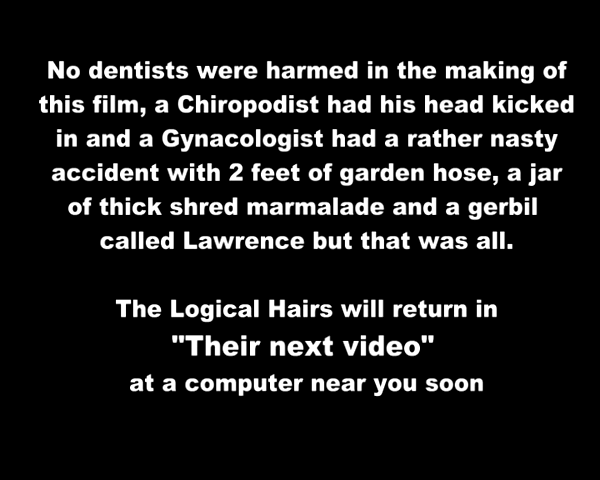 No dentists were harmed in the making of
this film, a Chiropodist had his head kicked
in and a Gynacologist had a rather nasty
accident with 2 feet of garden hose, a jar
of thick shred marmalade and a gerbil
called Lawrence but that was all.
The Logical Hairs will return in
"Their next video"
at a computer near you soon